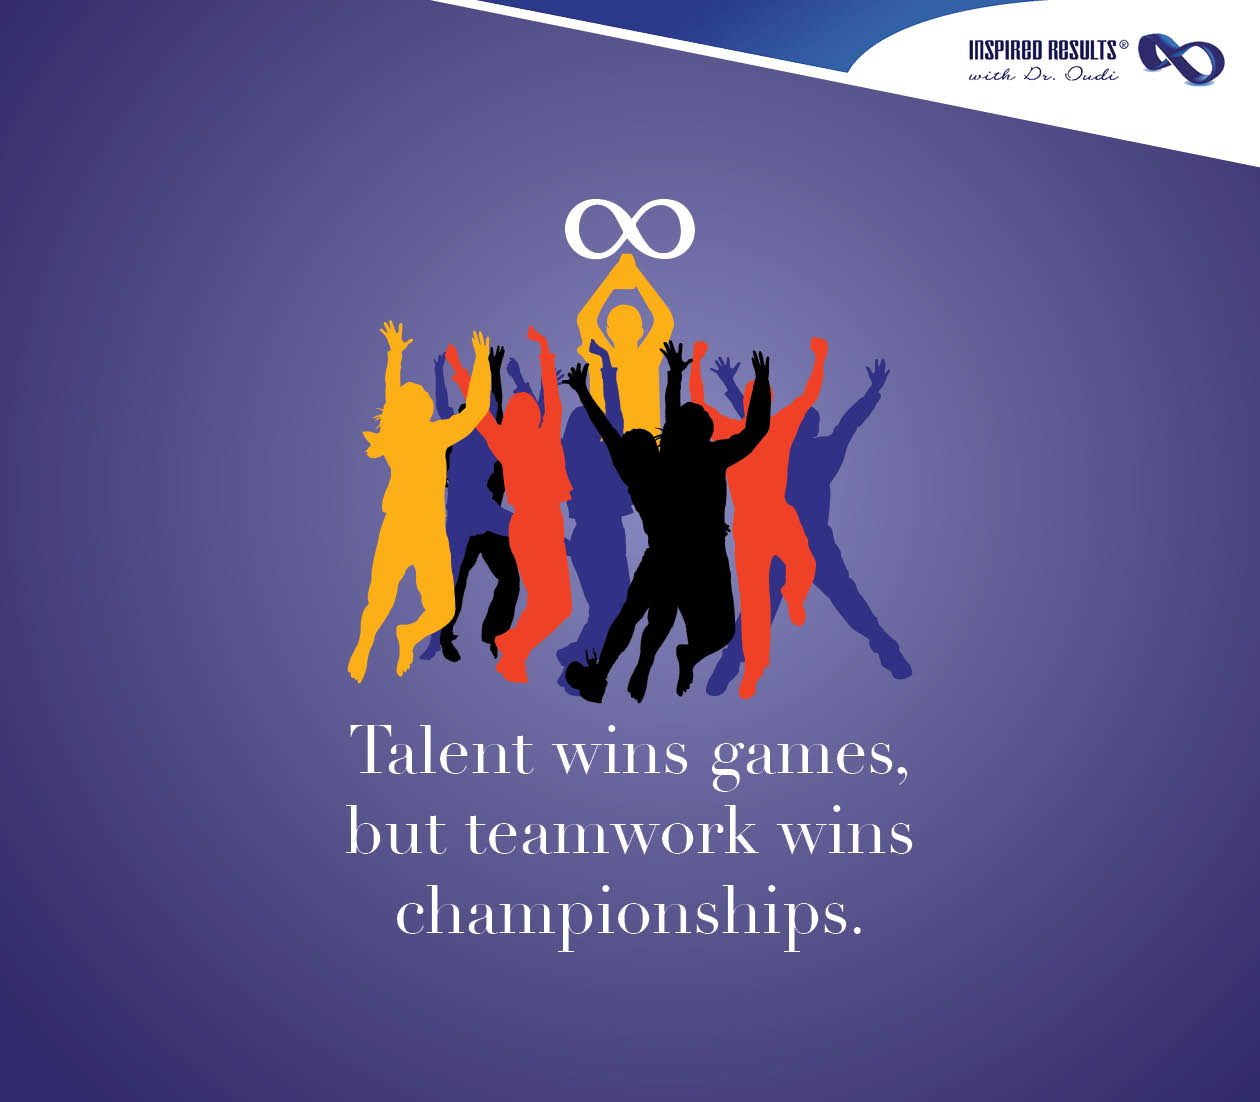 INSPIRED RESULTS®
with Dr. Oudi
Talent wins games,
but teamwork wins
championships.